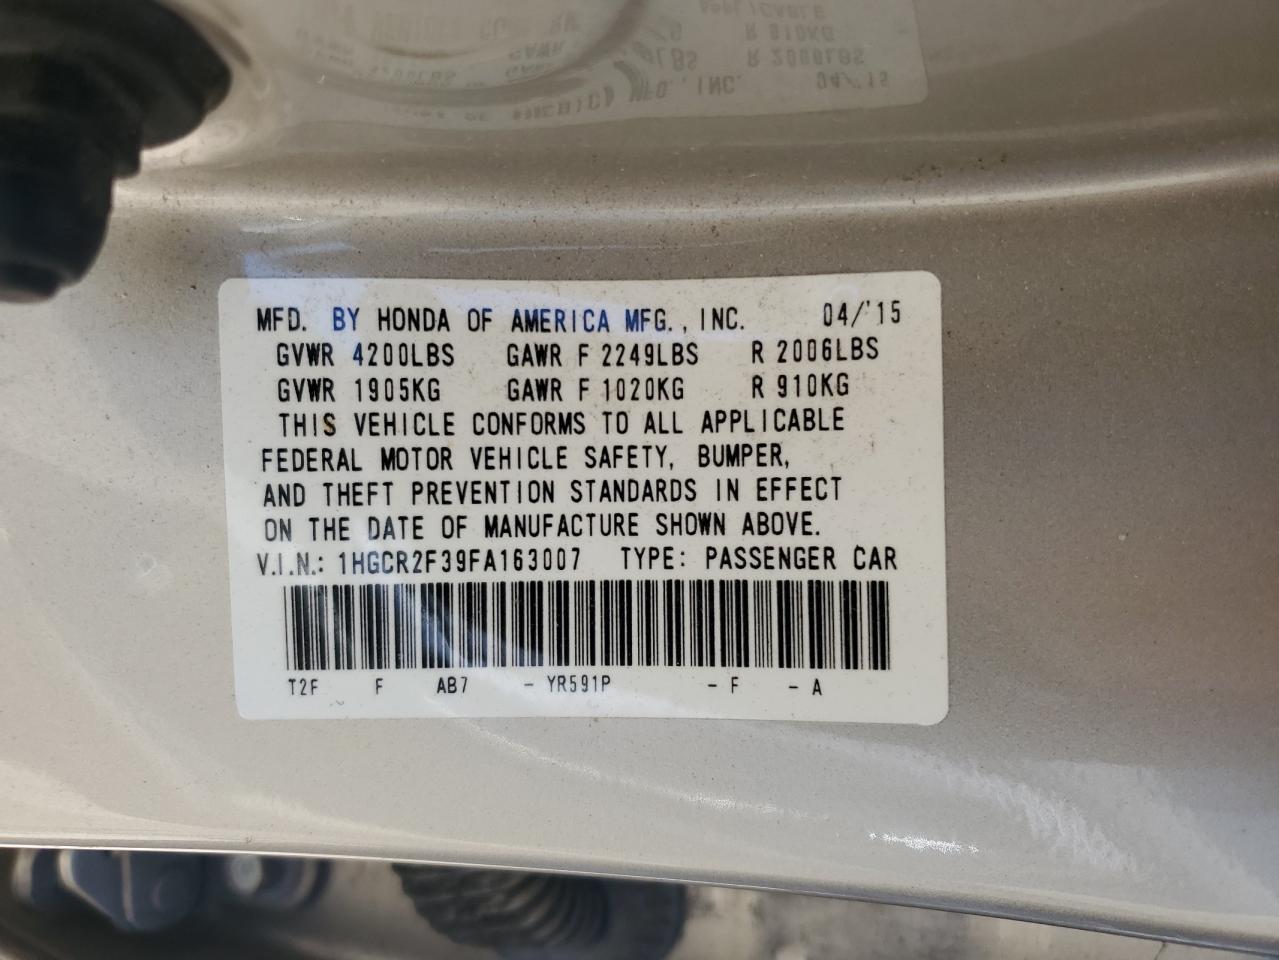 MFD. BY HONDA OF AMERICA MFG., INC. 04/'15
GVWR 4200LBS GAWR F 2249LBS R 2006LBS
GVWR 1905KG GAWR F 1020KG R 910KG
THIS VEHICLE CONFORMS TO ALL APPLICABLE
FEDERAL MOTOR VEHICLE SAFETY, BUMPER,
AND THEFT PREVENTION STANDARDS IN EFFECT
ON THE DATE OF MANUFACTURE SHOWN ABOVE.
V.I.N.: 1HGCR2F39FA163007 TYPE: PASSENGER CAR
T2F F AB7 - YR591P - F - A